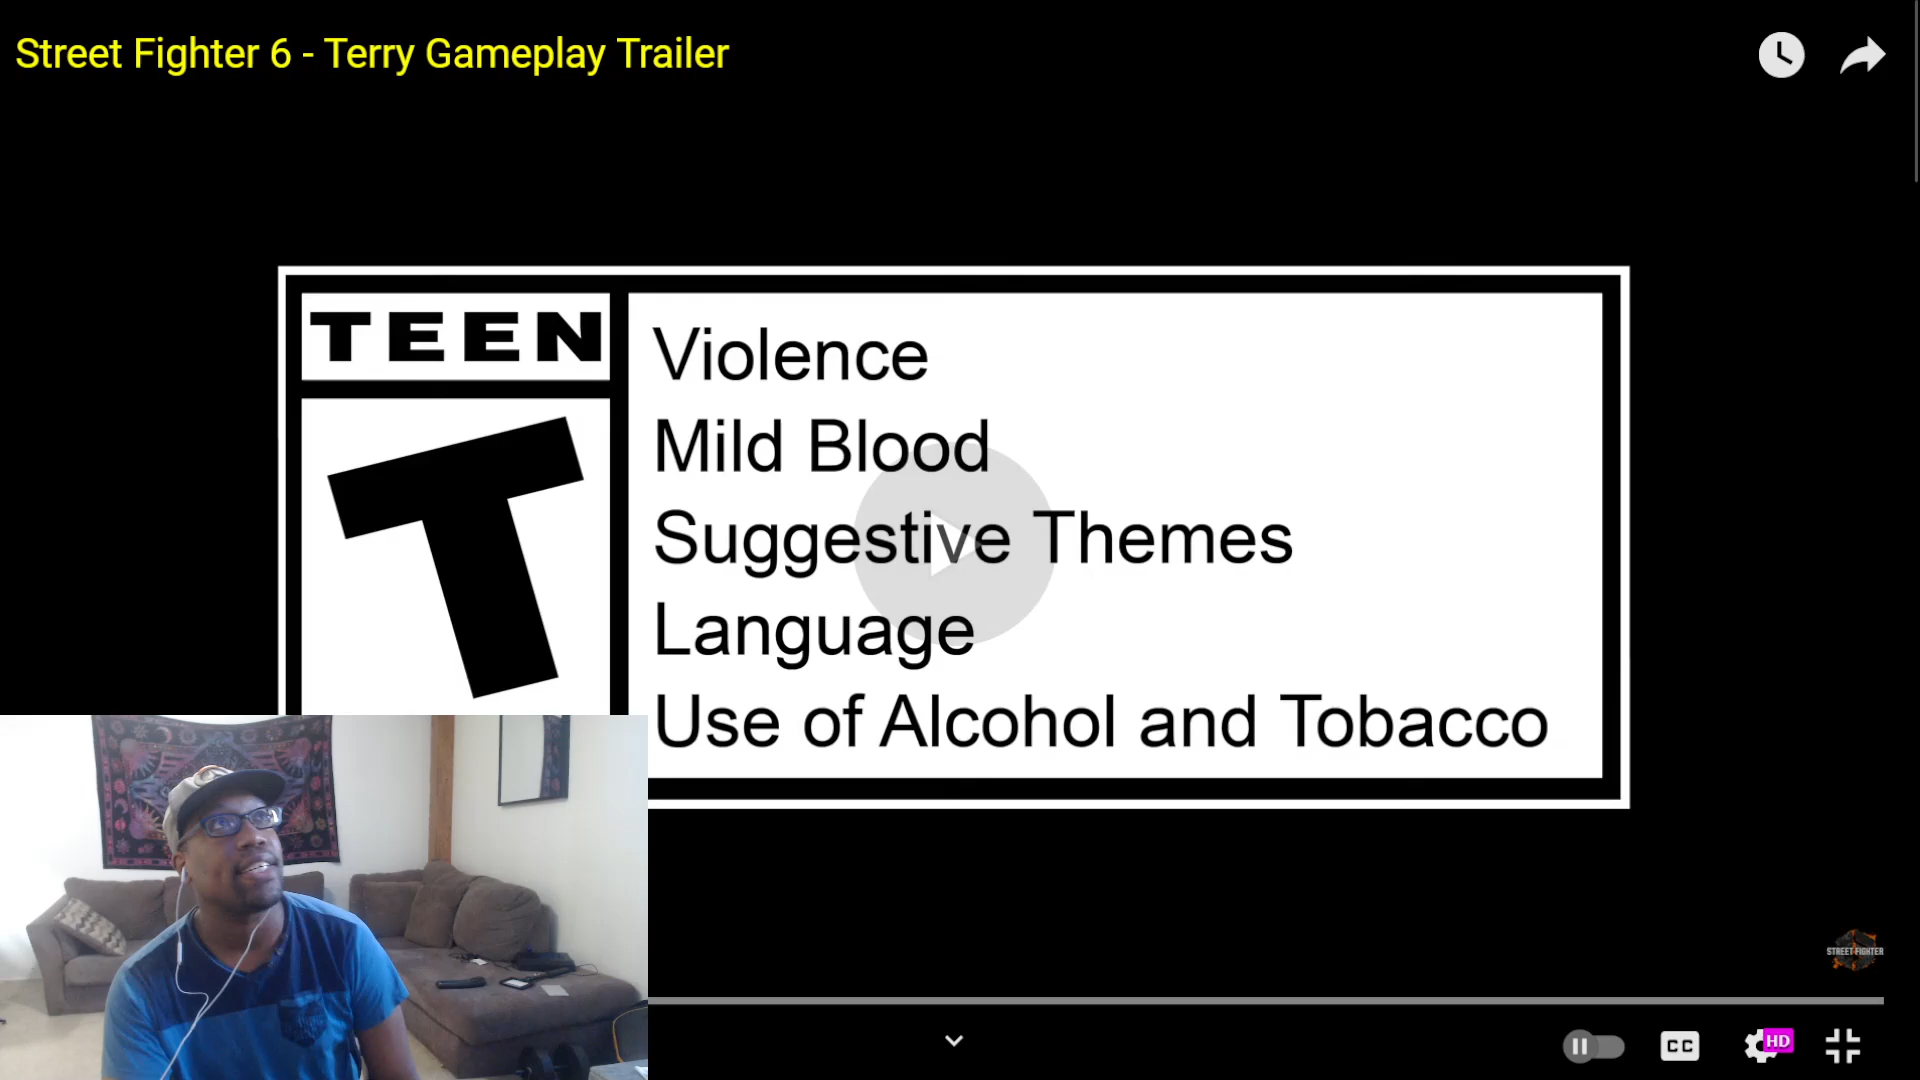 Street Fighter 6 - Terry Gameplay Trailer
TEEN
T
Violence
Mild Blood
Suggestive Themes
Language
Use of Alcohol and Tobacco
STREET FIGHTER
CC
HD